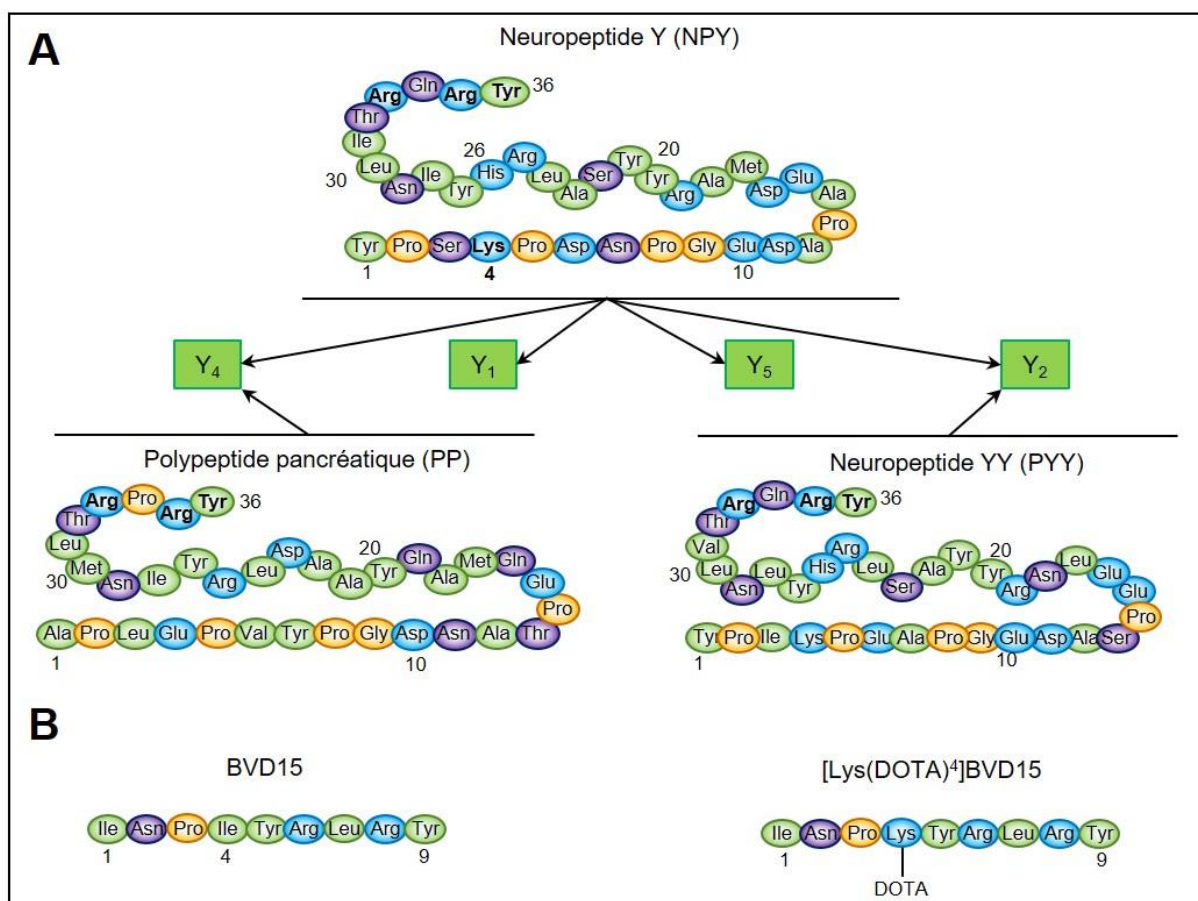 A
Neuropeptide Y (NPY)
Arg Gln Arg Tyr 36
Thr
Ile
30 Leu Asn Ile Tyr 26 His Arg Leu Ala Ser Tyr Tyr 20 Arg Ala Met Asp Glu Ala
Pro
Tyr Pro Ser Lys Pro Asp Asn Pro Gly Glu Asp Ala
1 4 10
Y4 Y1 Y5 Y2
Polypeptide pancréatique (PP)
Arg Pro Arg Tyr 36
Thr
Leu
30 Met Asn Ile Tyr Arg Leu Asp Ala Ala Tyr 20 Gln Ala Met Gln Glu
Pro
Ala Pro Leu Glu Pro Val Tyr Pro Gly Asp Asn Ala Thr
1 10
Neuropeptide YY (PYY)
Arg Gln Arg Tyr 36
Thr
Val
30 Leu Asn Leu Tyr His Arg Leu Ser Ala Tyr Tyr 20 Arg Asn Leu Glu Glu
Pro
Tyr Pro Ile Lys Pro Glu Ala Pro Gly Glu Asp Ala Ser
1 10
B
BVD15
Ile Asn Pro Ile Tyr Arg Leu Arg Tyr
1 4 9
[Lys(DOTA)⁴]BVD15
Ile Asn Pro Lys Tyr Arg Leu Arg Tyr
1 9
DOTA